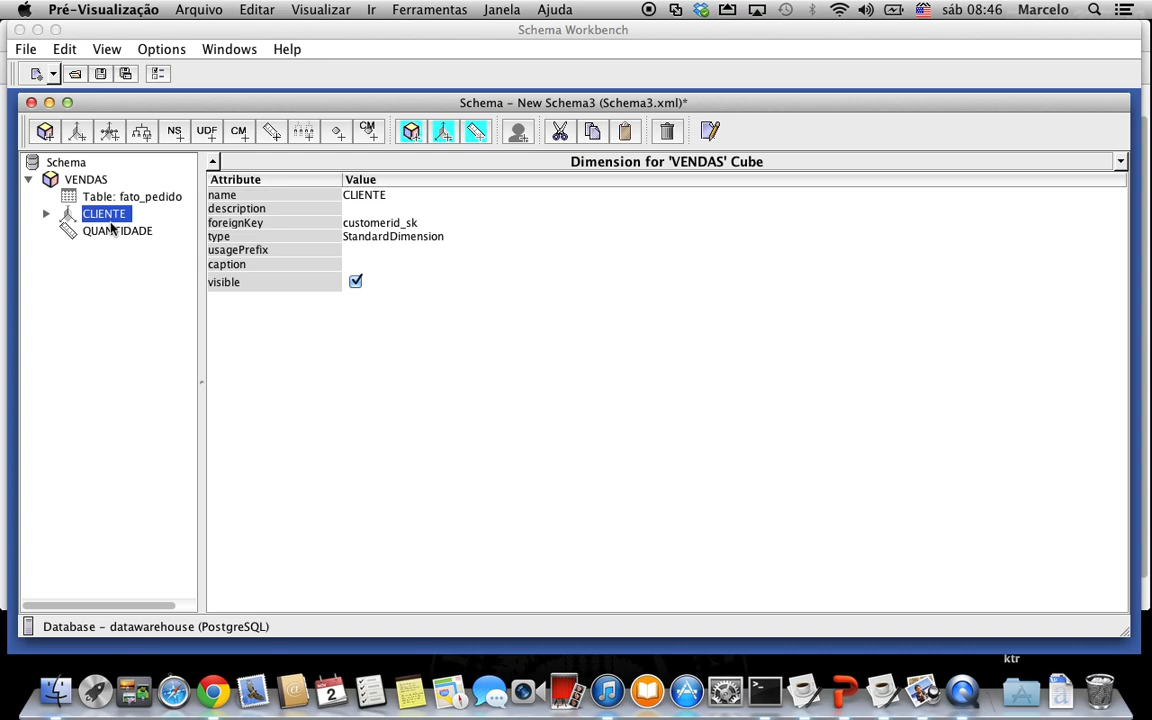 Pré-Visualização Arquivo Editar Visualizar Ir Ferramentas Janela Ajuda sáb 08:46 Marcelo
Schema Workbench
File Edit View Options Windows Help
Schema - New Schema3 (Schema3.xml)*
NS UDF CM CM
Schema
VENDAS
Table: fato_pedido
CLIENTE
QUANTIDADE
Dimension for 'VENDAS' Cube
Attribute Value
name CLIENTE
description
foreignKey customerid_sk
type StandardDimension
usagePrefix
caption
visible
Database - datawarehouse (PostgreSQL)
ktr
2